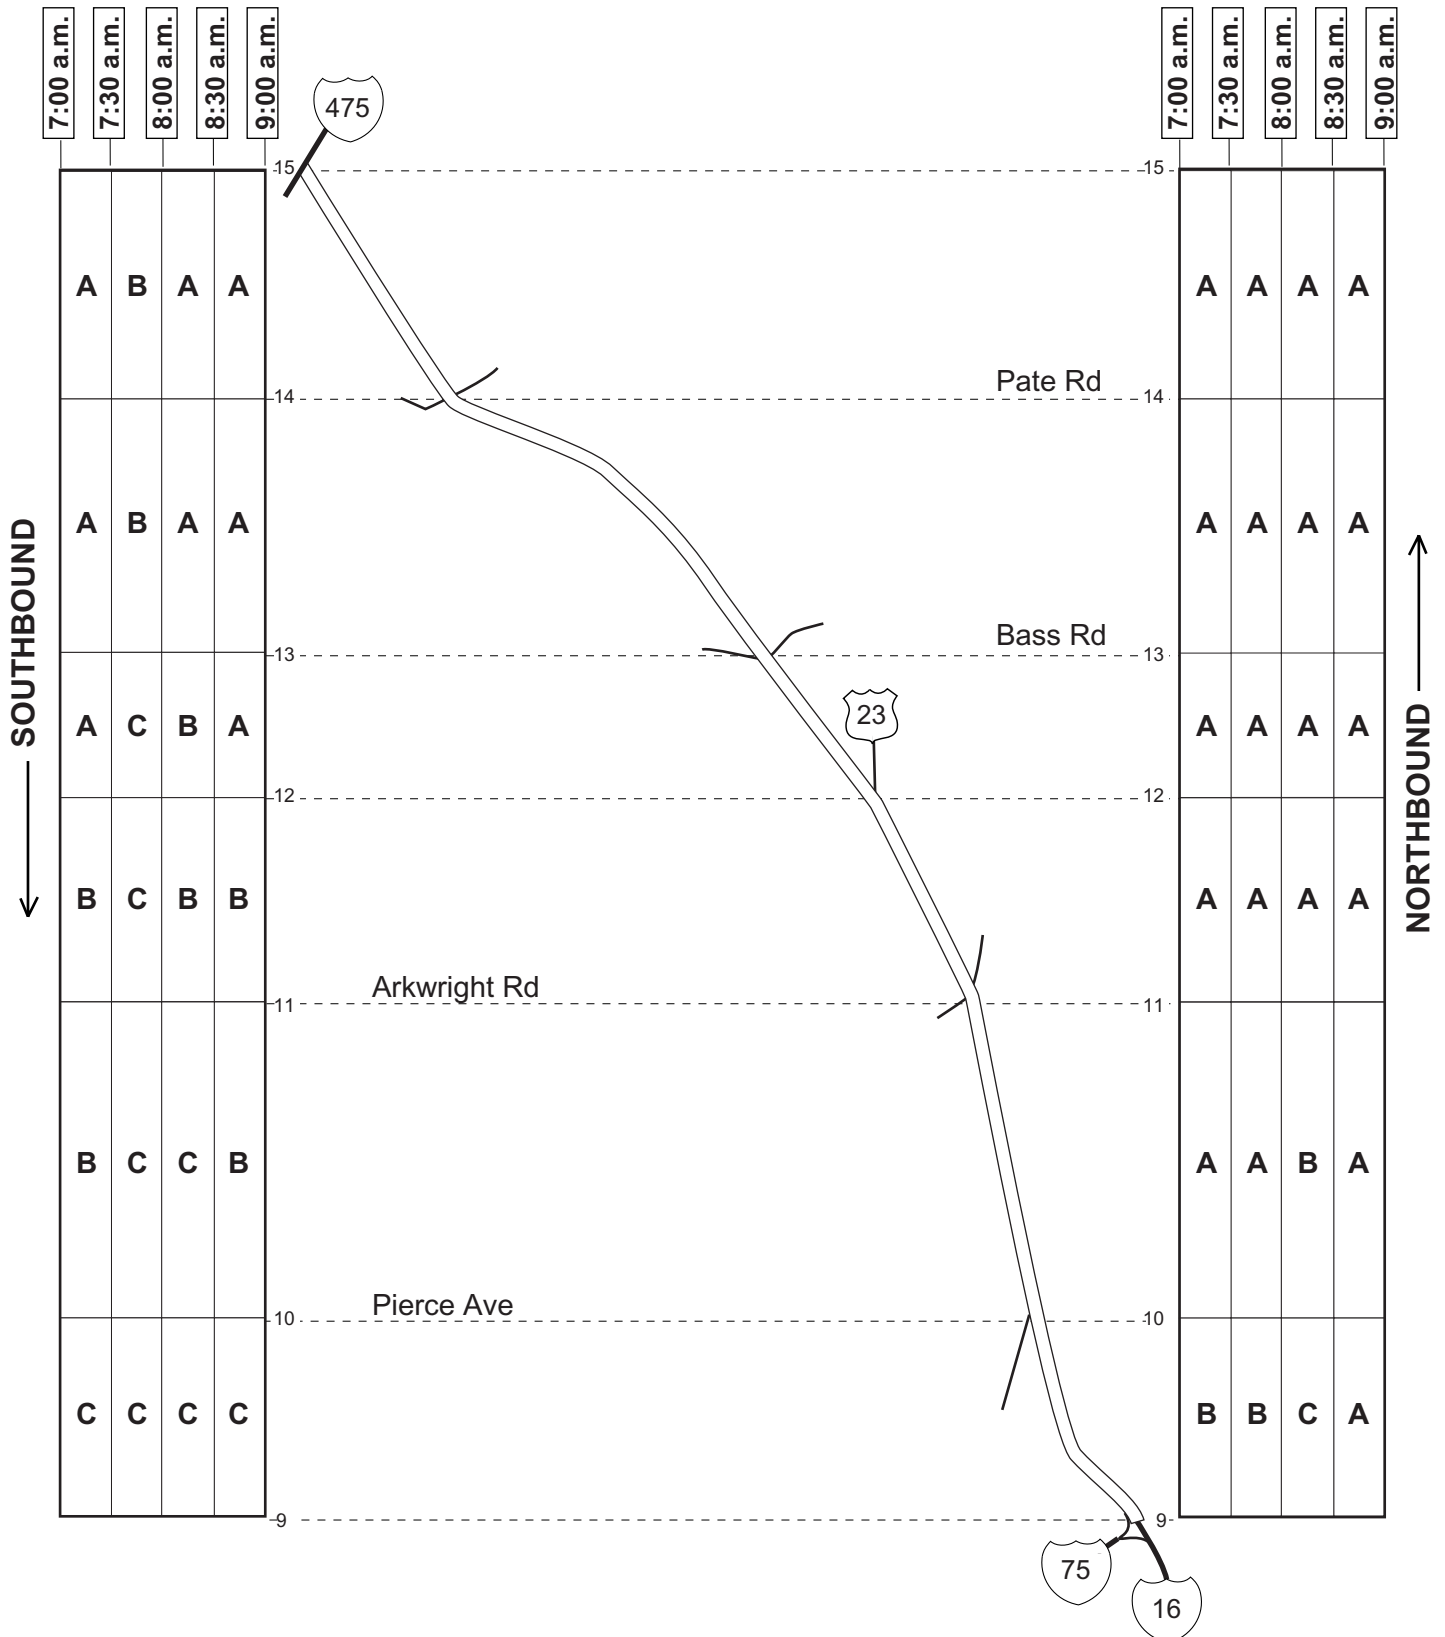 7:00 a.m. 7:30 a.m. 8:00 a.m. 8:30 a.m. 9:00 a.m.
7:00 a.m. 7:30 a.m. 8:00 a.m. 8:30 a.m. 9:00 a.m.
475
15 15
A B A A
A A A A
Pate Rd
14 14
A B A A
A A A A
SOUTHBOUND
NORTHBOUND
Bass Rd
13 13
23
A C B A
A A A A
12 12
B C B B
A A A A
Arkwright Rd
11 11
B C C B
A A B A
Pierce Ave
10 10
C C C C
B B C A
9 9
75
16